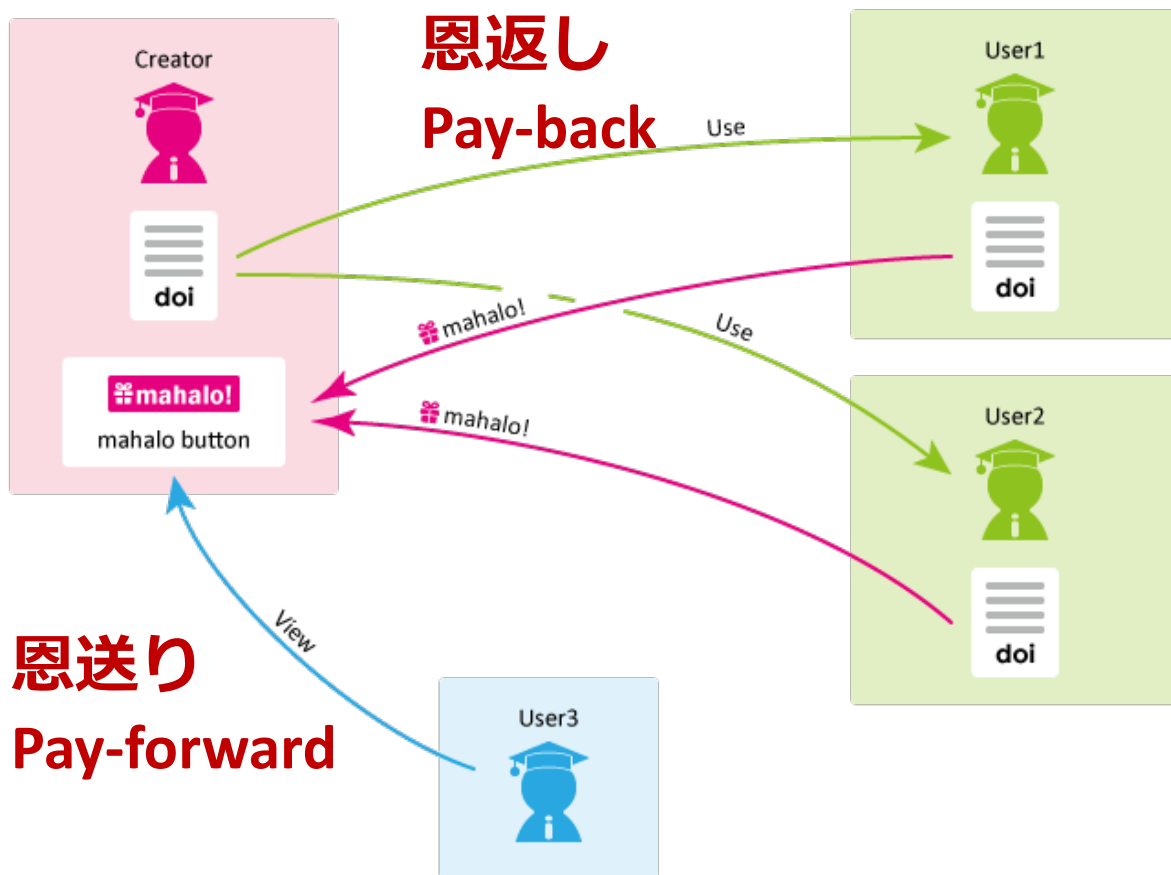 恩返し
Pay-back
Creator
doi
mahalo!
mahalo button
Use
Use
mahalo!
mahalo!
User1
doi
User2
doi
恩送り
Pay-forward
View
User3